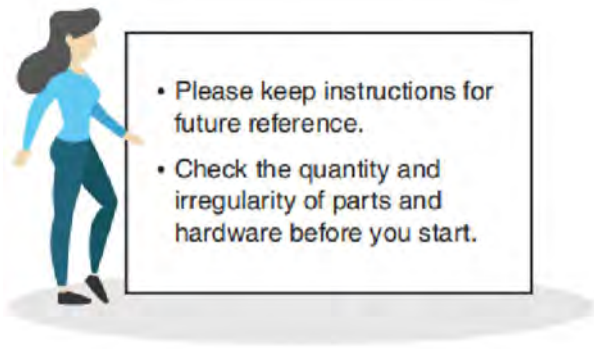 • Please keep instructions for
future reference.
• Check the quantity and
irregularity of parts and
hardware before you start.